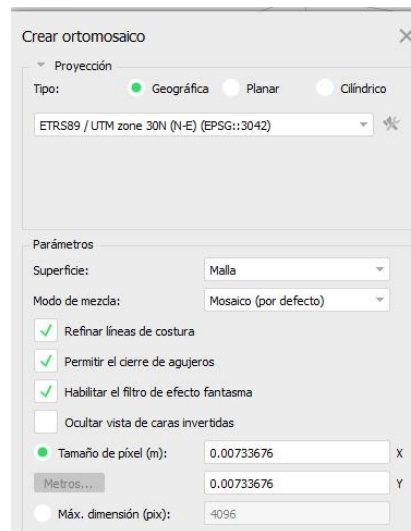 Crear ortomosaico
Proyección
Tipo: Geográfica Planar Cilíndrico
ETRS89 / UTM zone 30N (N-E) (EPSG::3042)
Parámetros
Superficie: Malla
Modo de mezcla: Mosaico (por defecto)
Refinar líneas de costura
Permitir el cierre de agujeros
Habilitar el filtro de efecto fantasma
Ocultar vista de caras invertidas
Tamaño de píxel (m): 0.00733676 X
Metros... 0.00733676 Y
Máx. dimensión (pix): 4096